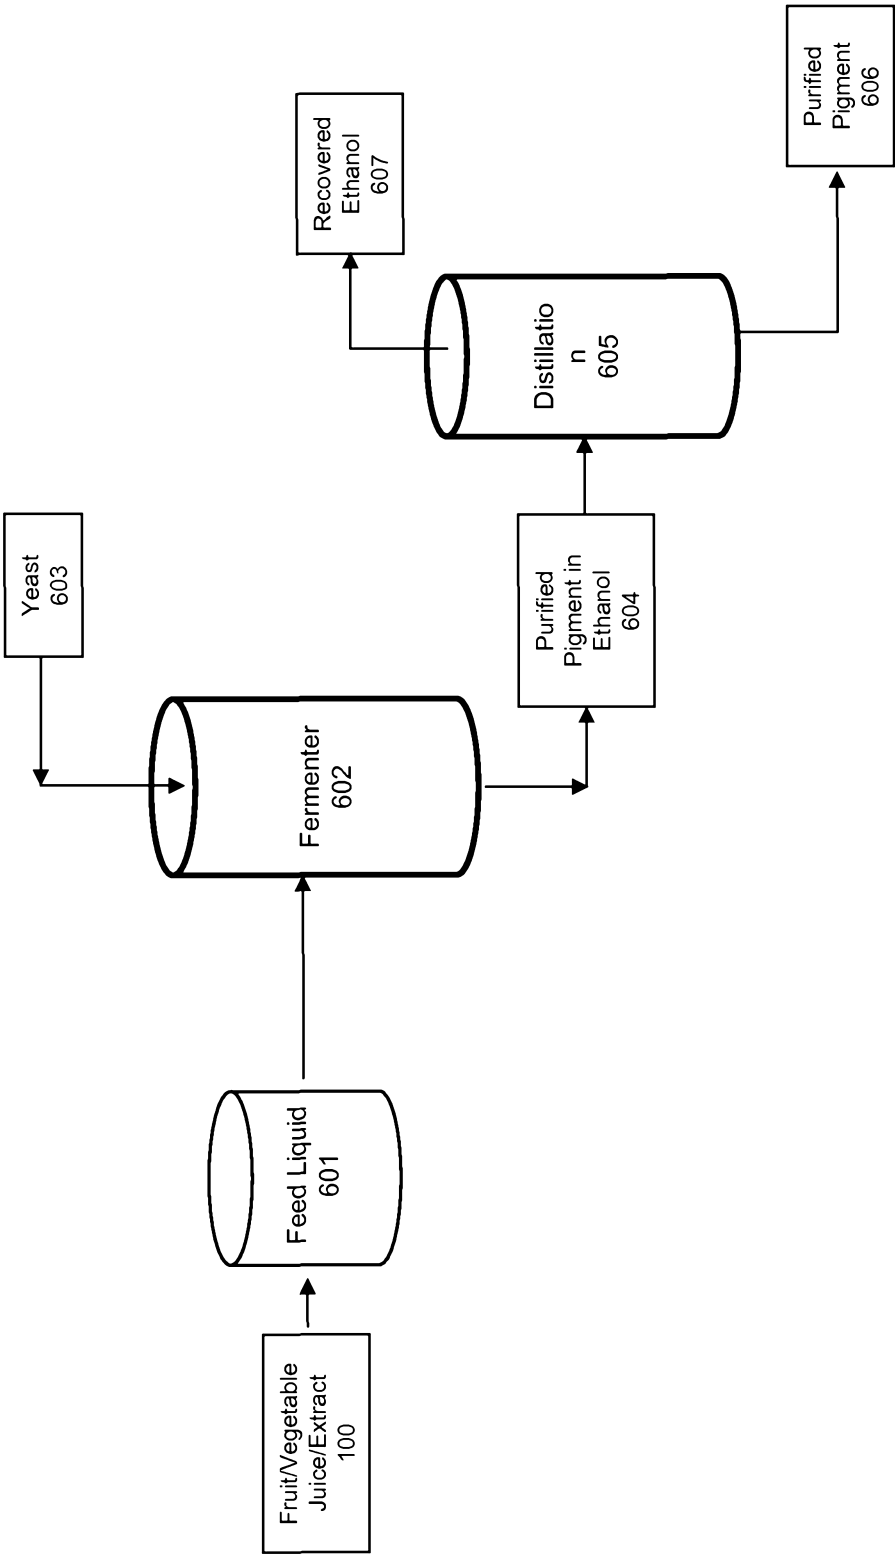 Fruit/Vegetable
Juice/Extract
100
Feed Liquid
601
Fermenter
602
Yeast
603
Purified
Pigment in
Ethanol
604
Distillatio
n
605
Recovered
Ethanol
607
Purified
Pigment
606